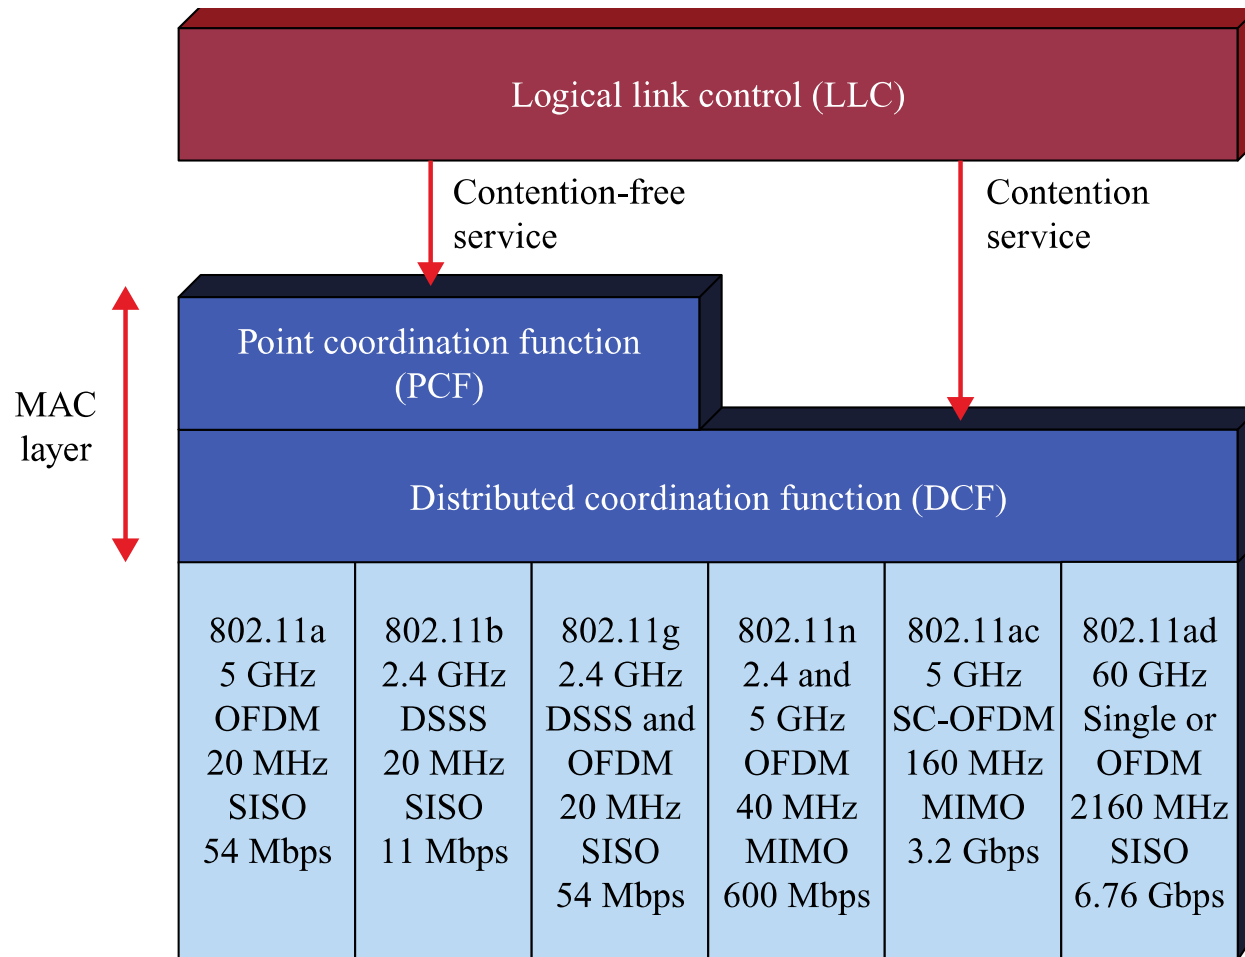 Logical link control (LLC)
Contention-free
service
Contention
service
Point coordination function
(PCF)
MAC
layer
Distributed coordination function (DCF)
802.11a
5 GHz
OFDM
20 MHz
SISO
54 Mbps
802.11b
2.4 GHz
DSSS
20 MHz
SISO
11 Mbps
802.11g
2.4 GHz
DSSS and
OFDM
20 MHz
SISO
54 Mbps
802.11n
2.4 and
5 GHz
OFDM
40 MHz
MIMO
600 Mbps
802.11ac
5 GHz
SC-OFDM
160 MHz
MIMO
3.2 Gbps
802.11ad
60 GHz
Single or
OFDM
2160 MHz
SISO
6.76 Gbps